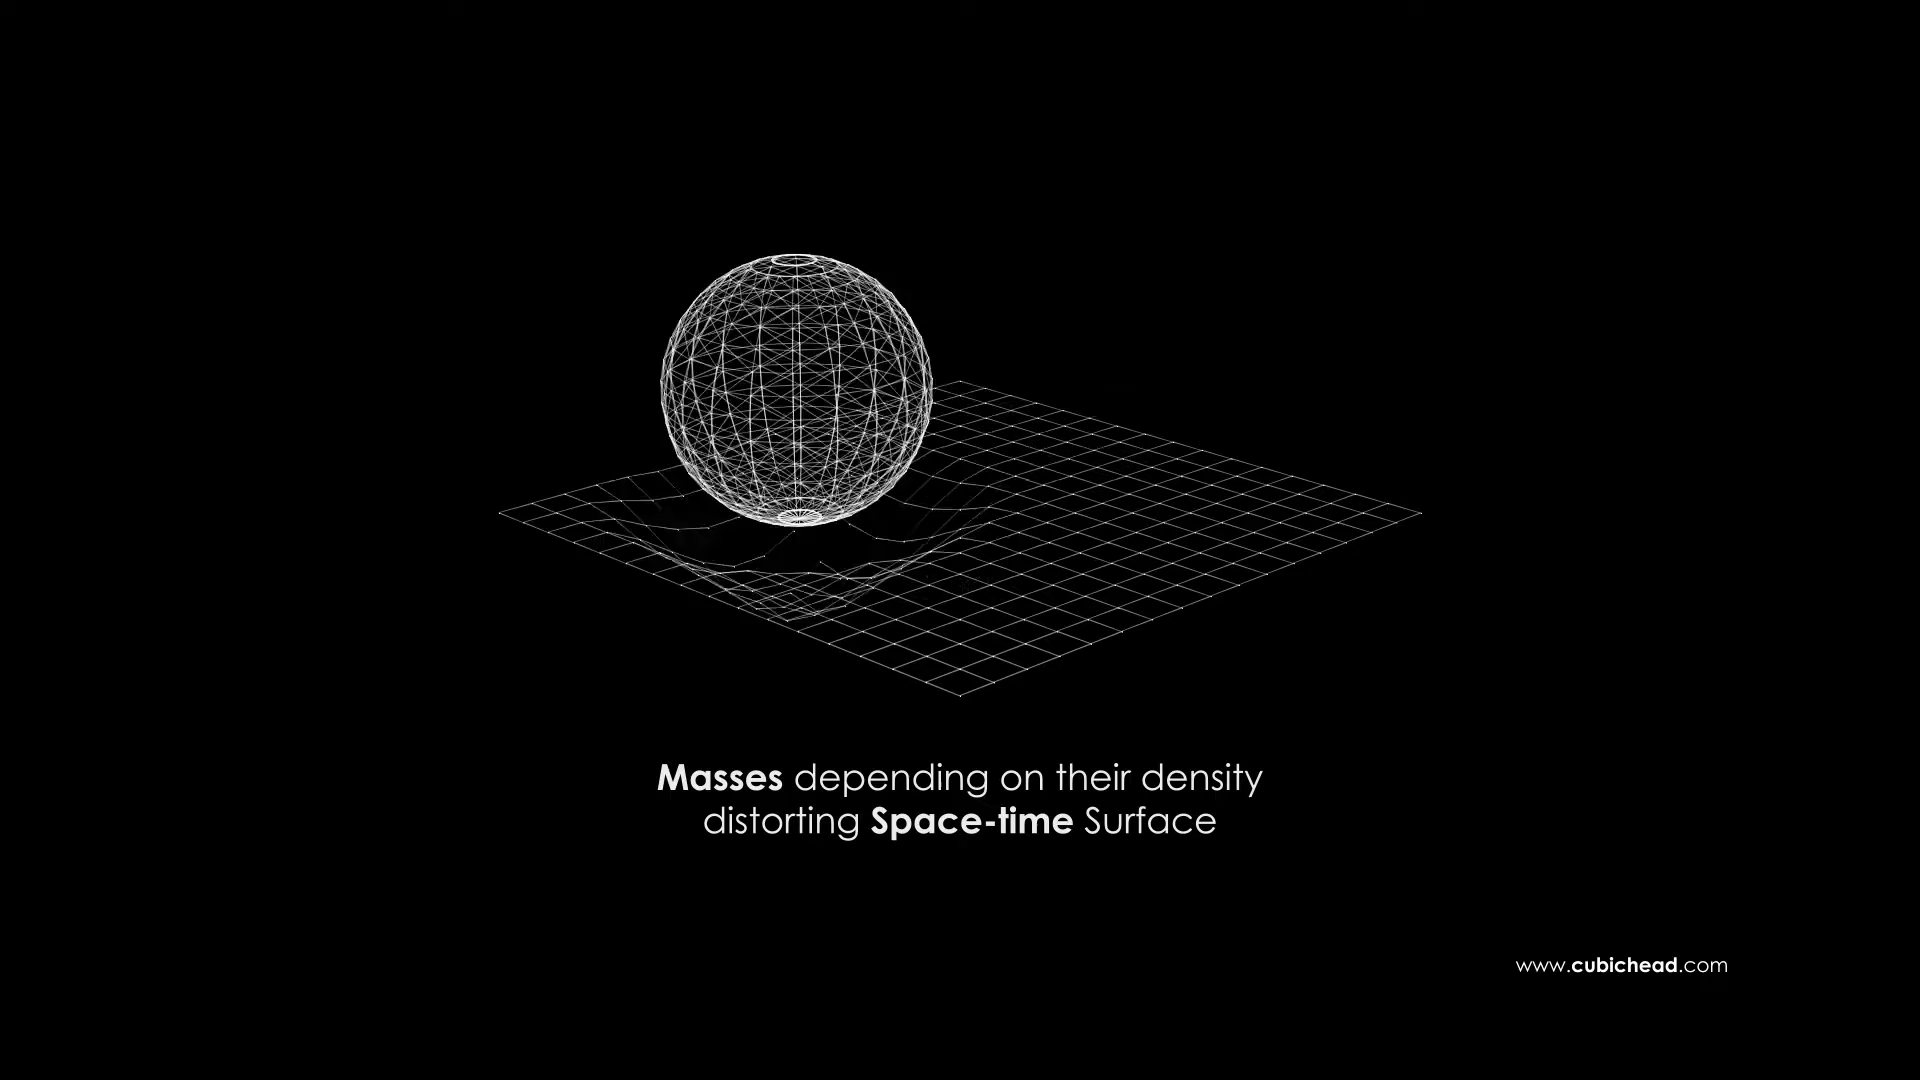 Masses depending on their density
distorting Space-time Surface
www.cubichead.com